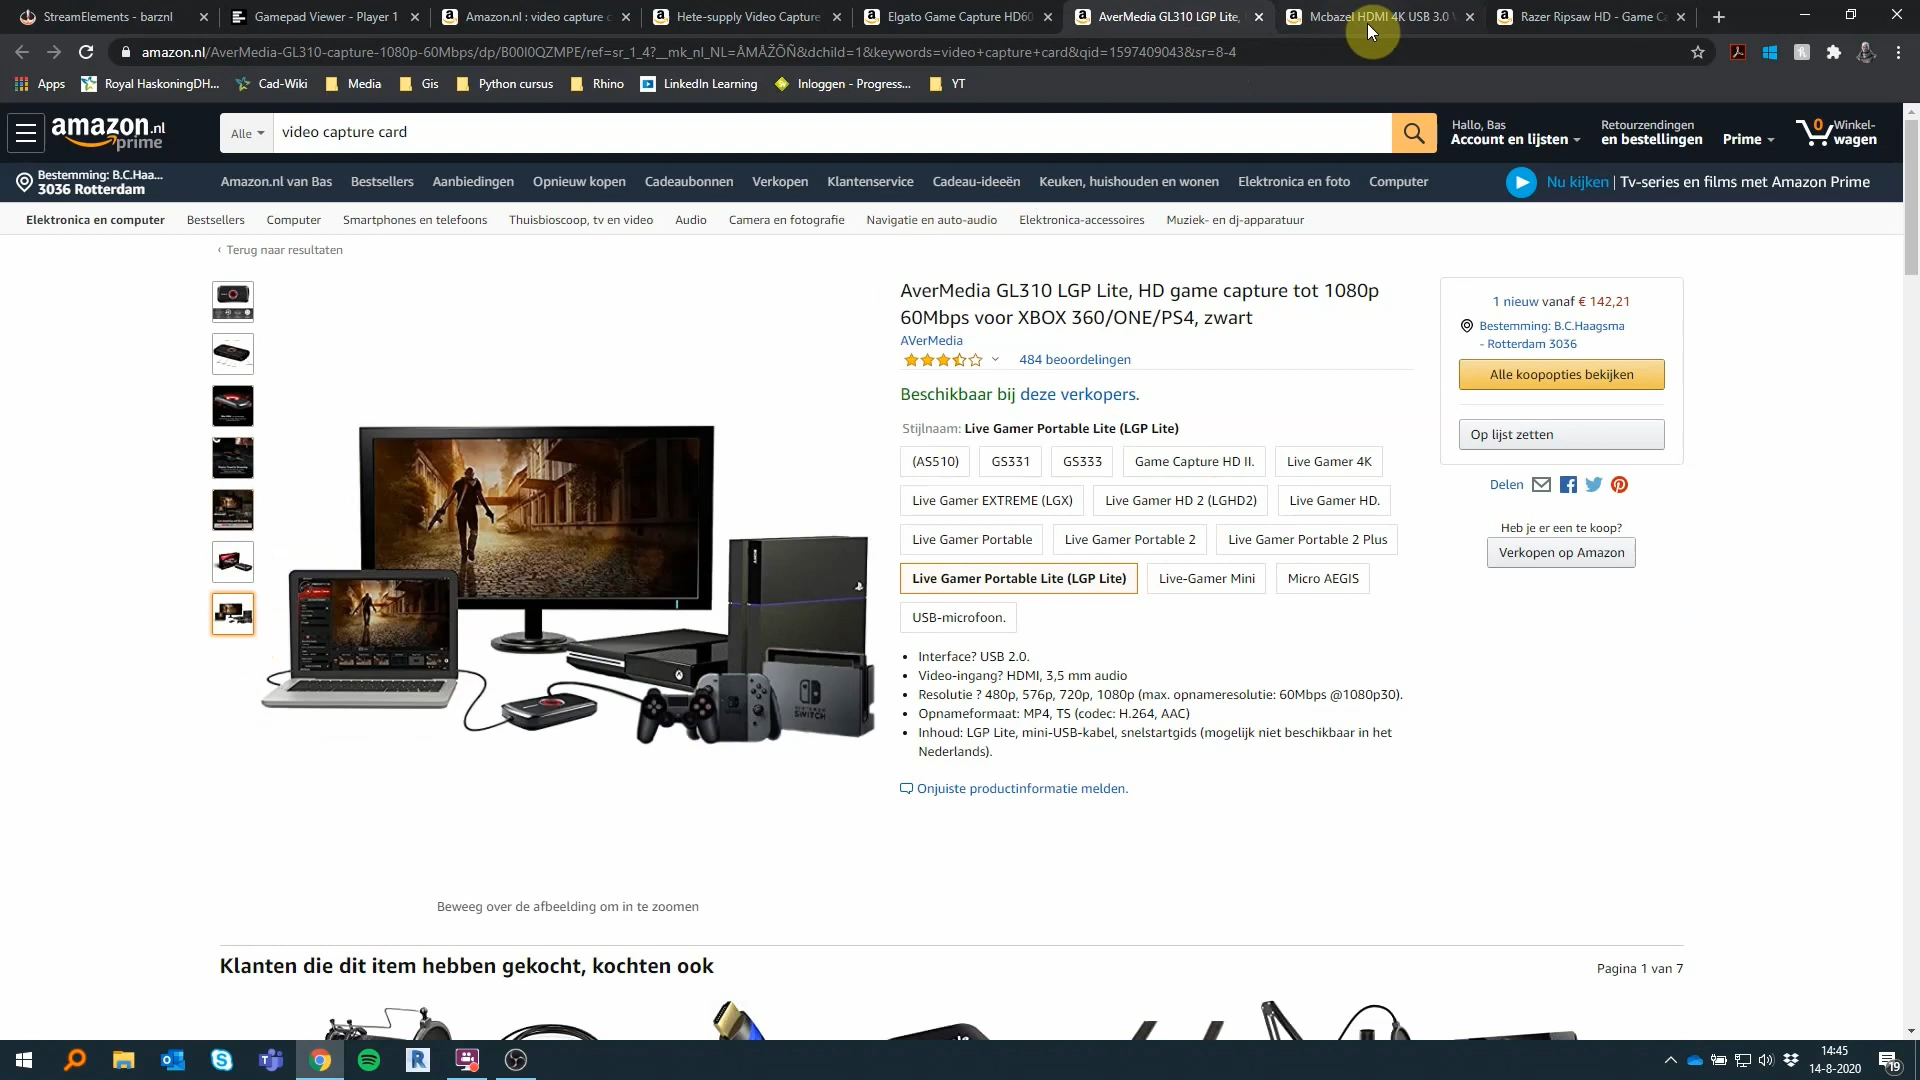 StreamElements - barznl
Gamepad Viewer - Player 1
Amazon.nl : video capture c
Hete-supply Video Capture
Elgato Game Capture HD60
AverMedia GL310 LGP Lite,
Mcbazel HDMI 4K USB 3.0 V
Razer Ripsaw HD - Game Ca
amazon.nl/AverMedia-GL310-capture-1080p-60Mbps/dp/B00I0QZMPE/ref=sr_1_4?__mk_nl_NL=ÅMÅŽÕÑ&dchild=1&keywords=video+capture+card&qid=1597409043&sr=8-4
Apps
Royal HaskoningDH...
Cad-Wiki
Media
Gis
Python cursus
Rhino
LinkedIn Learning
Inloggen - Progress...
YT
amazon.nl
prime
Alle
video capture card
Hallo, Bas
Account en lijsten
Retourzendingen
en bestellingen
Prime
0
Winkel-
wagen
Bestemming: B.C.Haa...
3036 Rotterdam
Amazon.nl van Bas
Bestsellers
Aanbiedingen
Opnieuw kopen
Cadeaubonnen
Verkopen
Klantenservice
Cadeau-ideeën
Keuken, huishouden en wonen
Elektronica en foto
Computer
Nu kijken | Tv-series en films met Amazon Prime
Elektronica en computer
Bestsellers
Computer
Smartphones en telefoons
Thuisbioscoop, tv en video
Audio
Camera en fotografie
Navigatie en auto-audio
Elektronica-accessoires
Muziek- en dj-apparatuur
‹ Terug naar resultaten
AverMedia GL310 LGP Lite, HD game capture tot 1080p
60Mbps voor XBOX 360/ONE/PS4, zwart
AVerMedia
484 beoordelingen
Beschikbaar bij deze verkopers.
Stijlnaam: Live Gamer Portable Lite (LGP Lite)
(AS510)
GS331
GS333
Game Capture HD II.
Live Gamer 4K
Live Gamer EXTREME (LGX)
Live Gamer HD 2 (LGHD2)
Live Gamer HD.
Live Gamer Portable
Live Gamer Portable 2
Live Gamer Portable 2 Plus
Live Gamer Portable Lite (LGP Lite)
Live-Gamer Mini
Micro AEGIS
USB-microfoon.
• Interface? USB 2.0.
• Video-ingang? HDMI, 3,5 mm audio
• Resolutie ? 480p, 576p, 720p, 1080p (max. opnameresolutie: 60Mbps @1080p30).
• Opnameformaat: MP4, TS (codec: H.264, AAC)
• Inhoud: LGP Lite, mini-USB-kabel, snelstartgids (mogelijk niet beschikbaar in het
Nederlands).
Onjuiste productinformatie melden.
1 nieuw vanaf € 142,21
Bestemming: B.C.Haagsma
- Rotterdam 3036
Alle koopopties bekijken
Op lijst zetten
Delen
Heb je er een te koop?
Verkopen op Amazon
SONY
NINTENDO
SWITCH
Beweeg over de afbeelding om in te zoomen
Klanten die dit item hebben gekocht, kochten ook
Pagina 1 van 7
14:45
14-8-2020
19